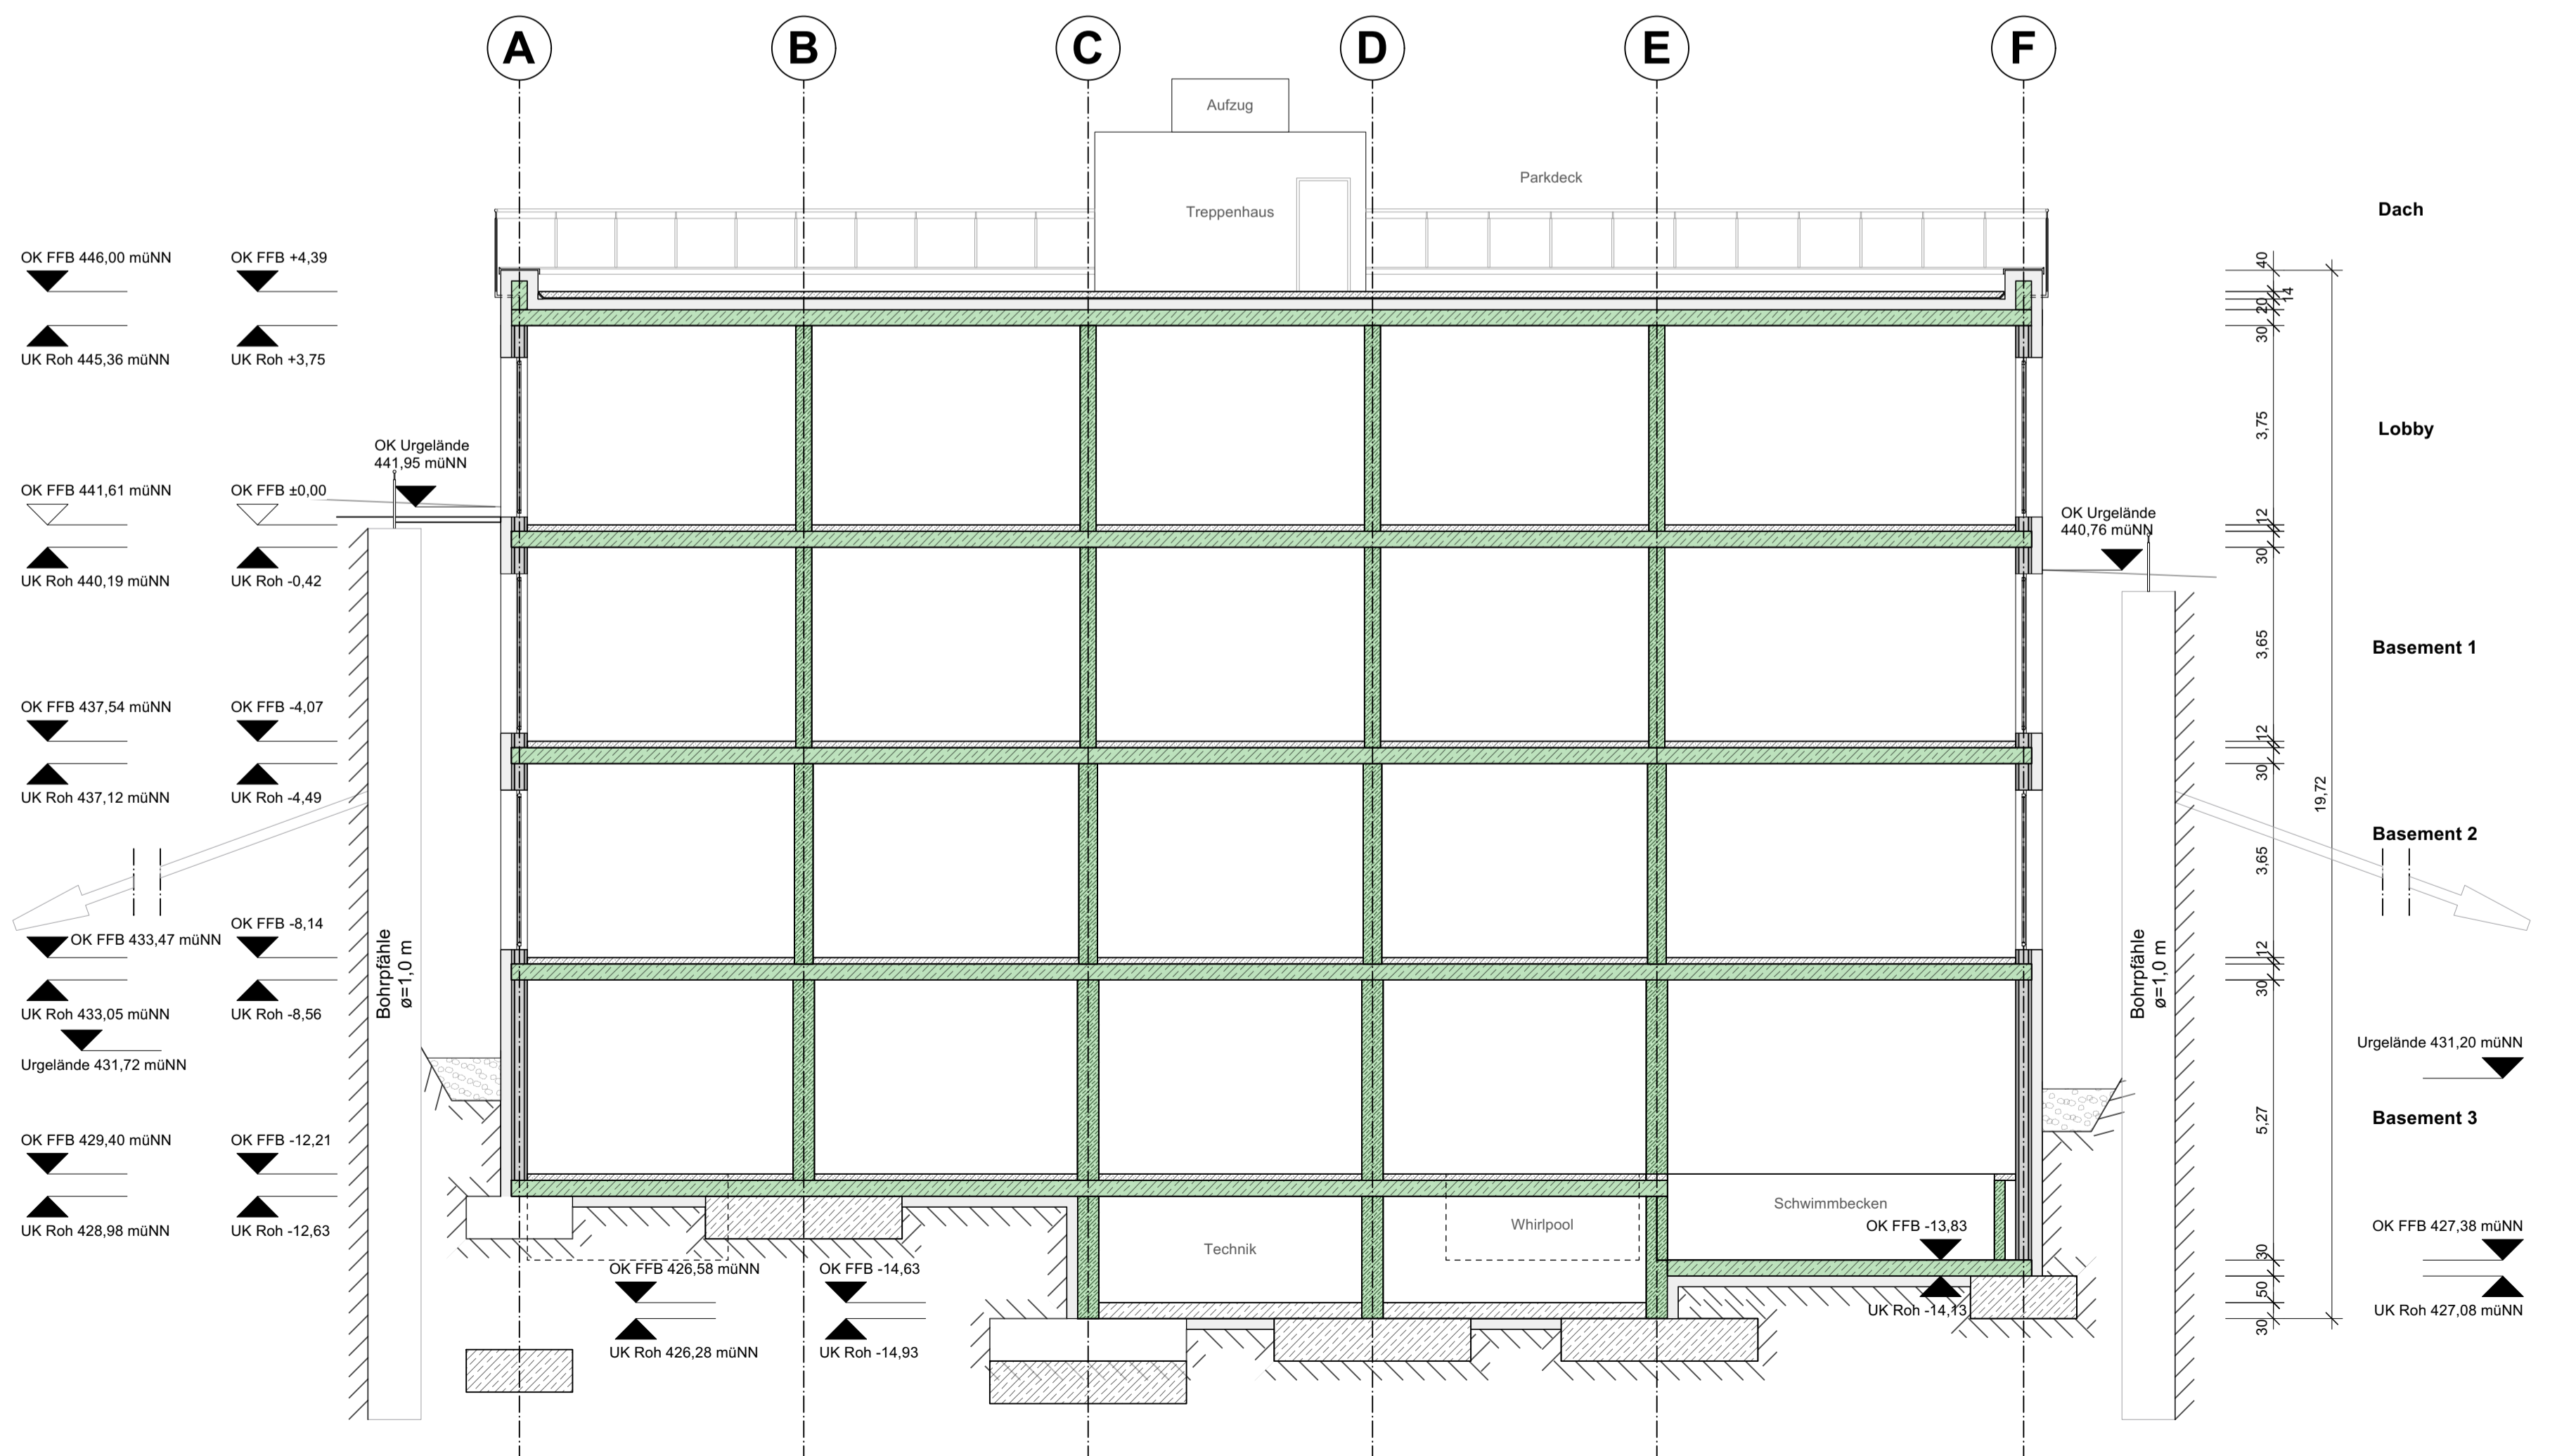 A B C D E F
Aufzug
Parkdeck
Treppenhaus
Dach
OK FFB 446,00 müNN
OK FFB +4,39
UK Roh 445,36 müNN
UK Roh +3,75
40
14
20
30
3,75
Lobby
OK Urgelände
441,95 müNN
OK FFB 441,61 müNN
OK FFB ±0,00
OK Urgelände
440,76 müNN
12
30
UK Roh 440,19 müNN
UK Roh -0,42
3,65
Basement 1
OK FFB 437,54 müNN
OK FFB -4,07
12
30
UK Roh 437,12 müNN
UK Roh -4,49
19,72
Basement 2
3,65
OK FFB 433,47 müNN
OK FFB -8,14
Bohrpfähle
ø=1,0 m
Bohrpfähle
ø=1,0 m
12
30
UK Roh 433,05 müNN
UK Roh -8,56
Urgelände 431,72 müNN
Urgelände 431,20 müNN
5,27
Basement 3
OK FFB 429,40 müNN
OK FFB -12,21
UK Roh 428,98 müNN
UK Roh -12,63
Schwimmbecken
Whirlpool
Technik
OK FFB -13,83
OK FFB 427,38 müNN
30
OK FFB 426,58 müNN
OK FFB -14,63
50
UK Roh -14,13
UK Roh 427,08 müNN
30
UK Roh 426,28 müNN
UK Roh -14,93